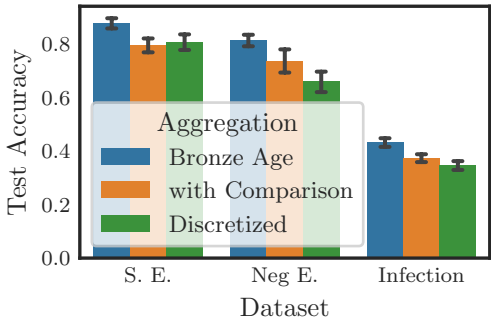 Test Accuracy
0.8
0.6
0.4
0.2
0.0
Aggregation
Bronze Age
with Comparison
Discretized
S. E.
Neg E.
Infection
Dataset